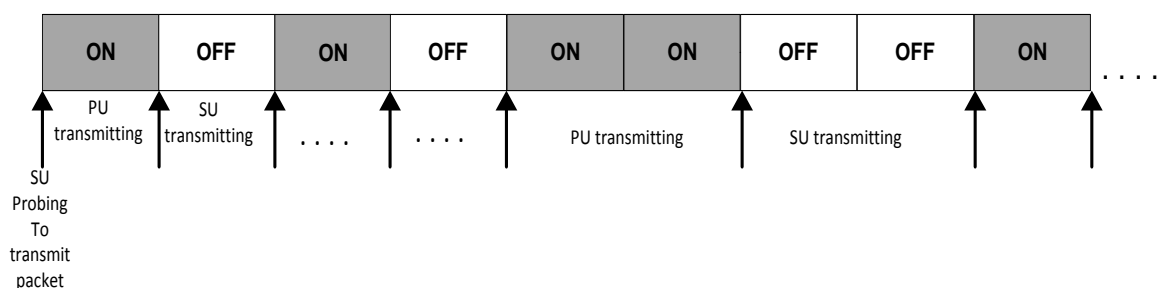 ON OFF ON OFF ON ON OFF OFF ON
. . . .
PU
transmitting
SU
transmitting
. . . .
. . . .
PU transmitting
SU transmitting
SU
Probing
To
transmit
packet